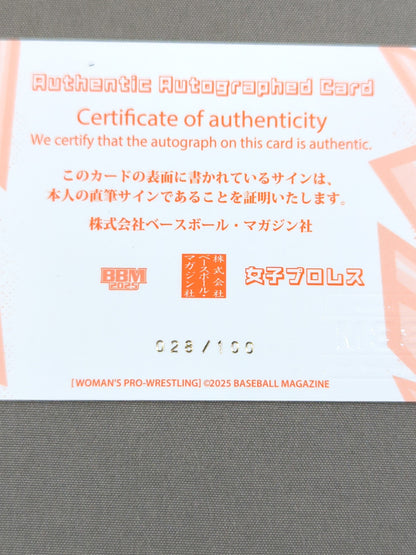 Authentic Autographed Card
Certificate of authenticity
We certify that the autograph on this card is authentic.
このカードの表面に書かれているサインは、
本人の直筆サインであることを証明いたします。
株式会社ベースボール・マガジン社
BBM
2025
株式会社
ベースボール・
マガジン社
女子プロレス
028/100
[WOMAN'S PRO-WRESTLING] ©2025 BASEBALL MAGAZINE